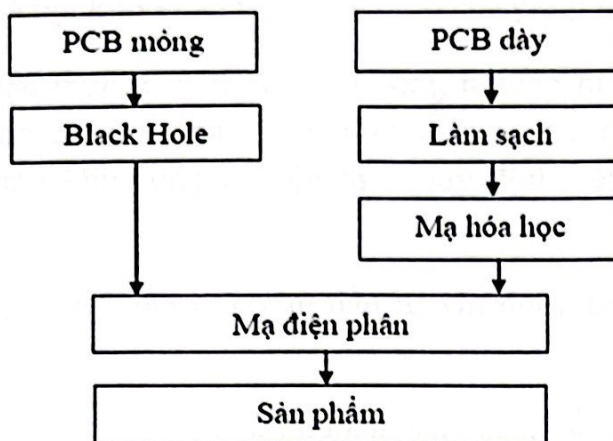 PCB mỏng
PCB dày
Black Hole
Làm sạch
Mạ hóa học
Mạ điện phân
Sản phẩm